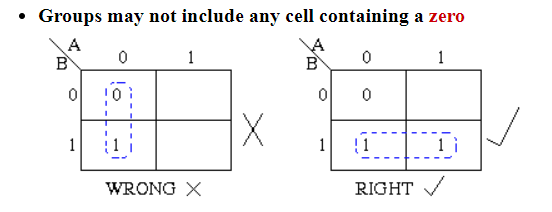 • Groups may not include any cell containing a zero
A A
B 0 1 B 0 1
0 0 0 0
1 1 1 1 1
WRONG RIGHT